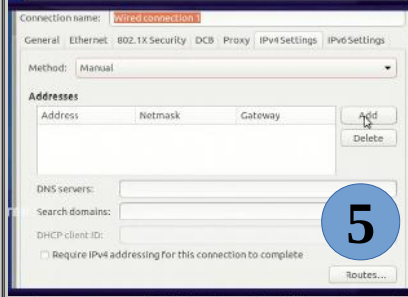 Connection name: Wired connection 1
General Ethernet 802.1X Security DCB Proxy IPv4 Settings IPv6 Settings
Method: Manual
Addresses
Address Netmask Gateway Add
Delete
DNS servers:
Search domains:
DHCP client ID:
Require IPv4 addressing for this connection to complete
Routes...
5